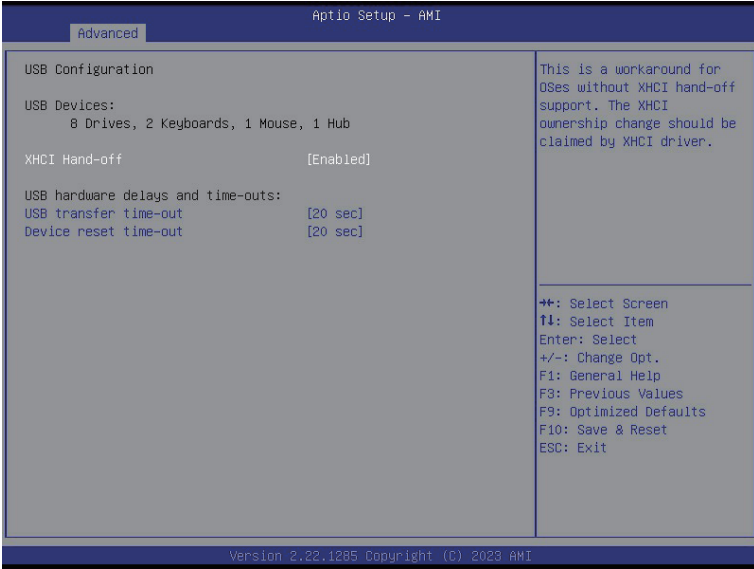 Aptio Setup – AMI
Advanced
USB Configuration
USB Devices:
8 Drives, 2 Keyboards, 1 Mouse, 1 Hub
XHCI Hand-off [Enabled]
USB hardware delays and time-outs:
USB transfer time-out [20 sec]
Device reset time-out [20 sec]
This is a workaround for
OSes without XHCI hand-off
support. The XHCI
ownership change should be
claimed by XHCI driver.
→←: Select Screen
↑↓: Select Item
Enter: Select
+/-: Change Opt.
F1: General Help
F3: Previous Values
F9: Optimized Defaults
F10: Save & Reset
ESC: Exit
Version 2.22.1285 Copyright (C) 2023 AMI